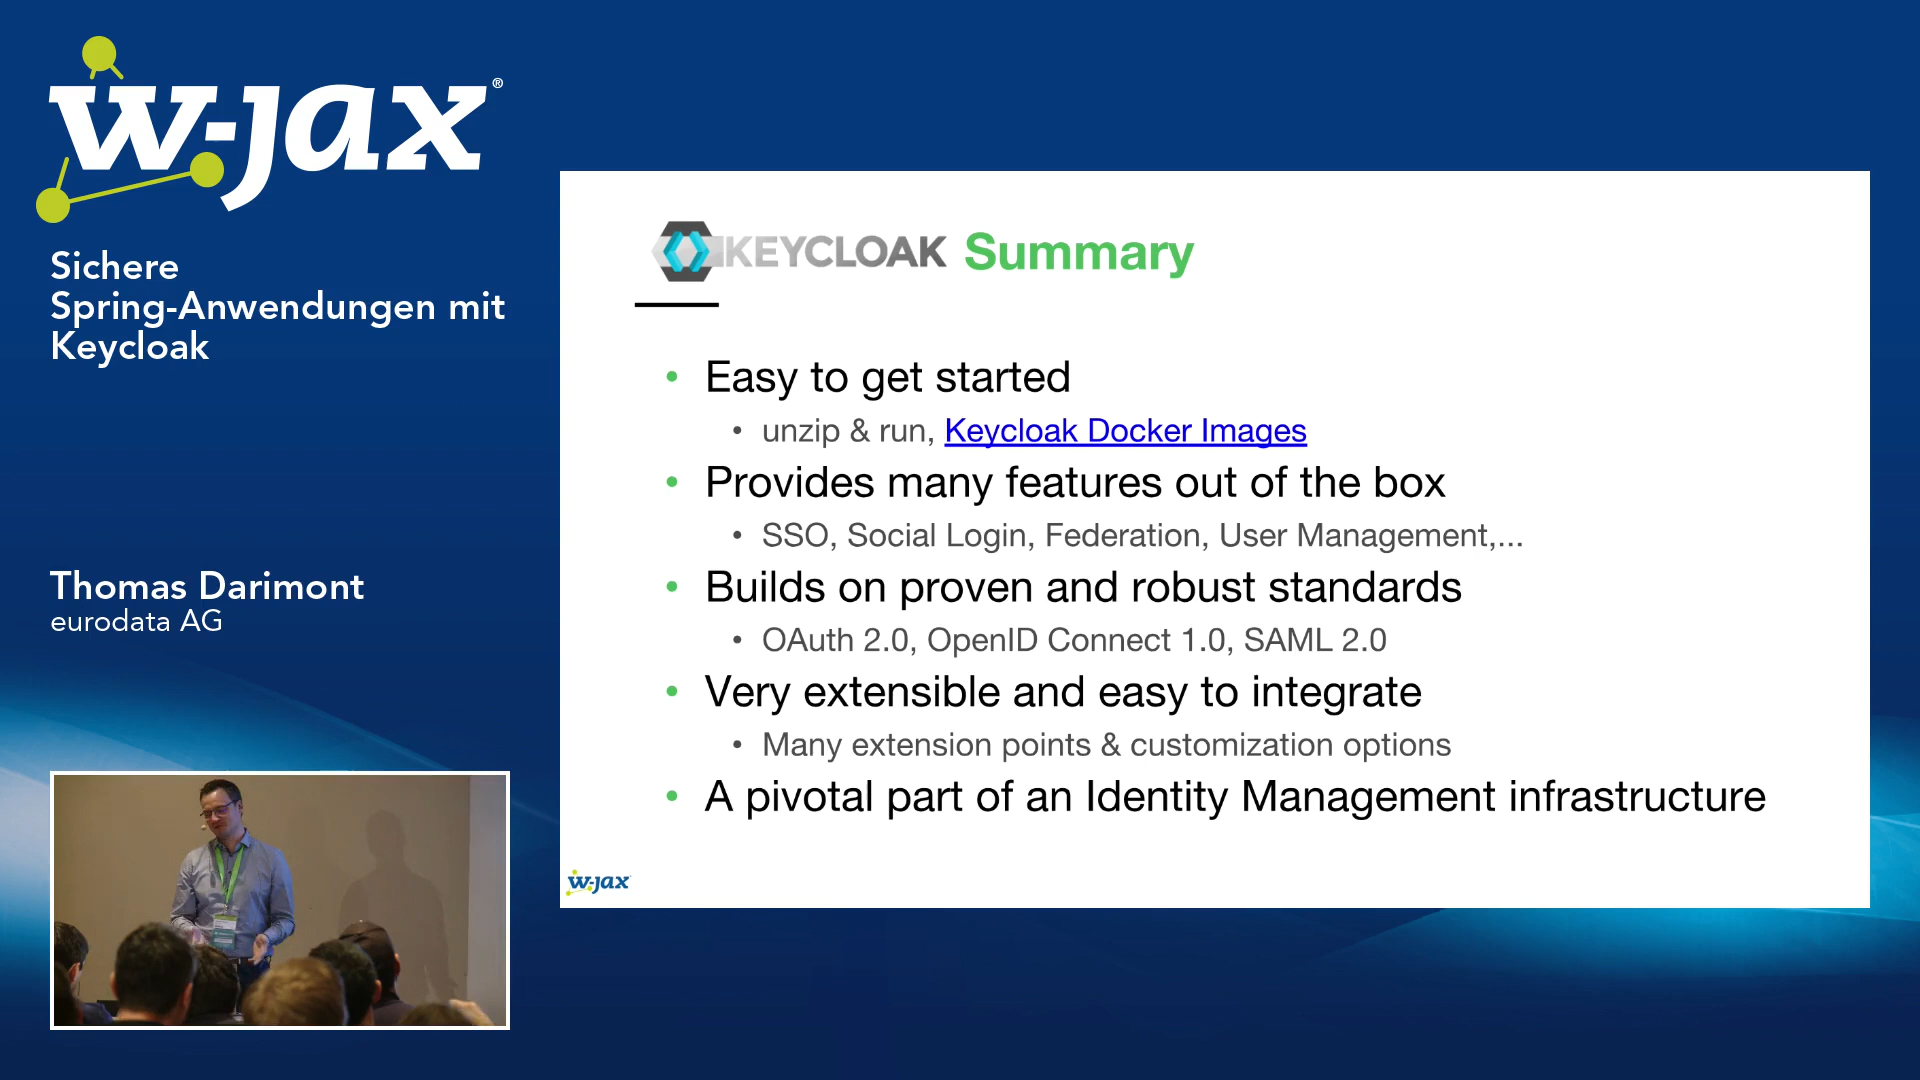 w-jax®
Sichere
Spring-Anwendungen mit
Keycloak
Thomas Darimont
eurodata AG
KEYCLOAK Summary
• Easy to get started
• unzip & run, Keycloak Docker Images
• Provides many features out of the box
• SSO, Social Login, Federation, User Management,...
• Builds on proven and robust standards
• OAuth 2.0, OpenID Connect 1.0, SAML 2.0
• Very extensible and easy to integrate
• Many extension points & customization options
• A pivotal part of an Identity Management infrastructure
w-jax